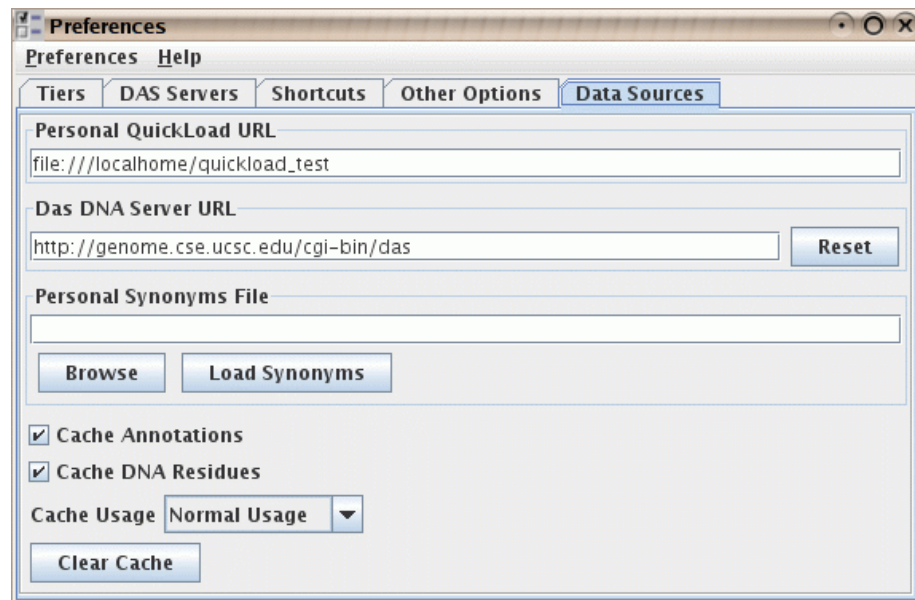 Preferences
Preferences Help
Tiers DAS Servers Shortcuts Other Options Data Sources
Personal QuickLoad URL
file:///localhome/quickload_test
Das DNA Server URL
http://genome.cse.ucsc.edu/cgi-bin/das Reset
Personal Synonyms File
Browse Load Synonyms
Cache Annotations
Cache DNA Residues
Cache Usage Normal Usage
Clear Cache